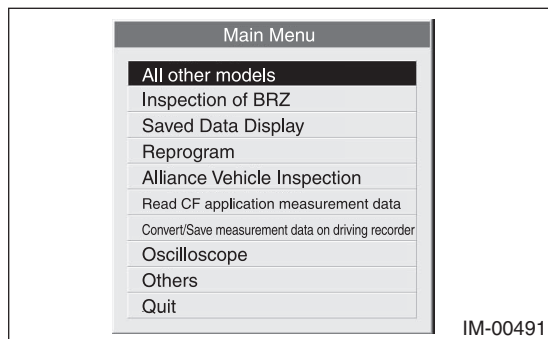 Main Menu
All other models
Inspection of BRZ
Saved Data Display
Reprogram
Alliance Vehicle Inspection
Read CF application measurement data
Convert/Save measurement data on driving recorder
Oscilloscope
Others
Quit
IM-00491